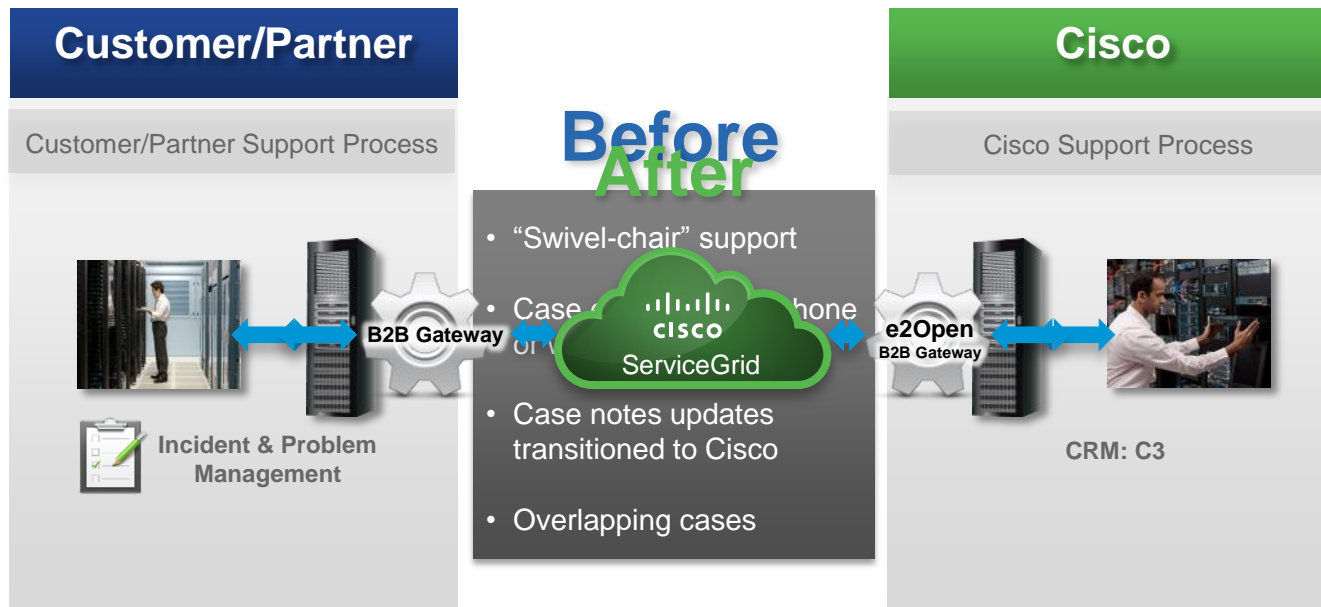 Customer/Partner
Cisco
Customer/Partner Support Process
Before
After
Cisco Support Process
• “Swivel-chair” support
• Case hone
or
cisco
ServiceGrid
B2B Gateway
e2Open
B2B Gateway
• Case notes updates
transitioned to Cisco
Incident & Problem
Management
CRM: C3
• Overlapping cases